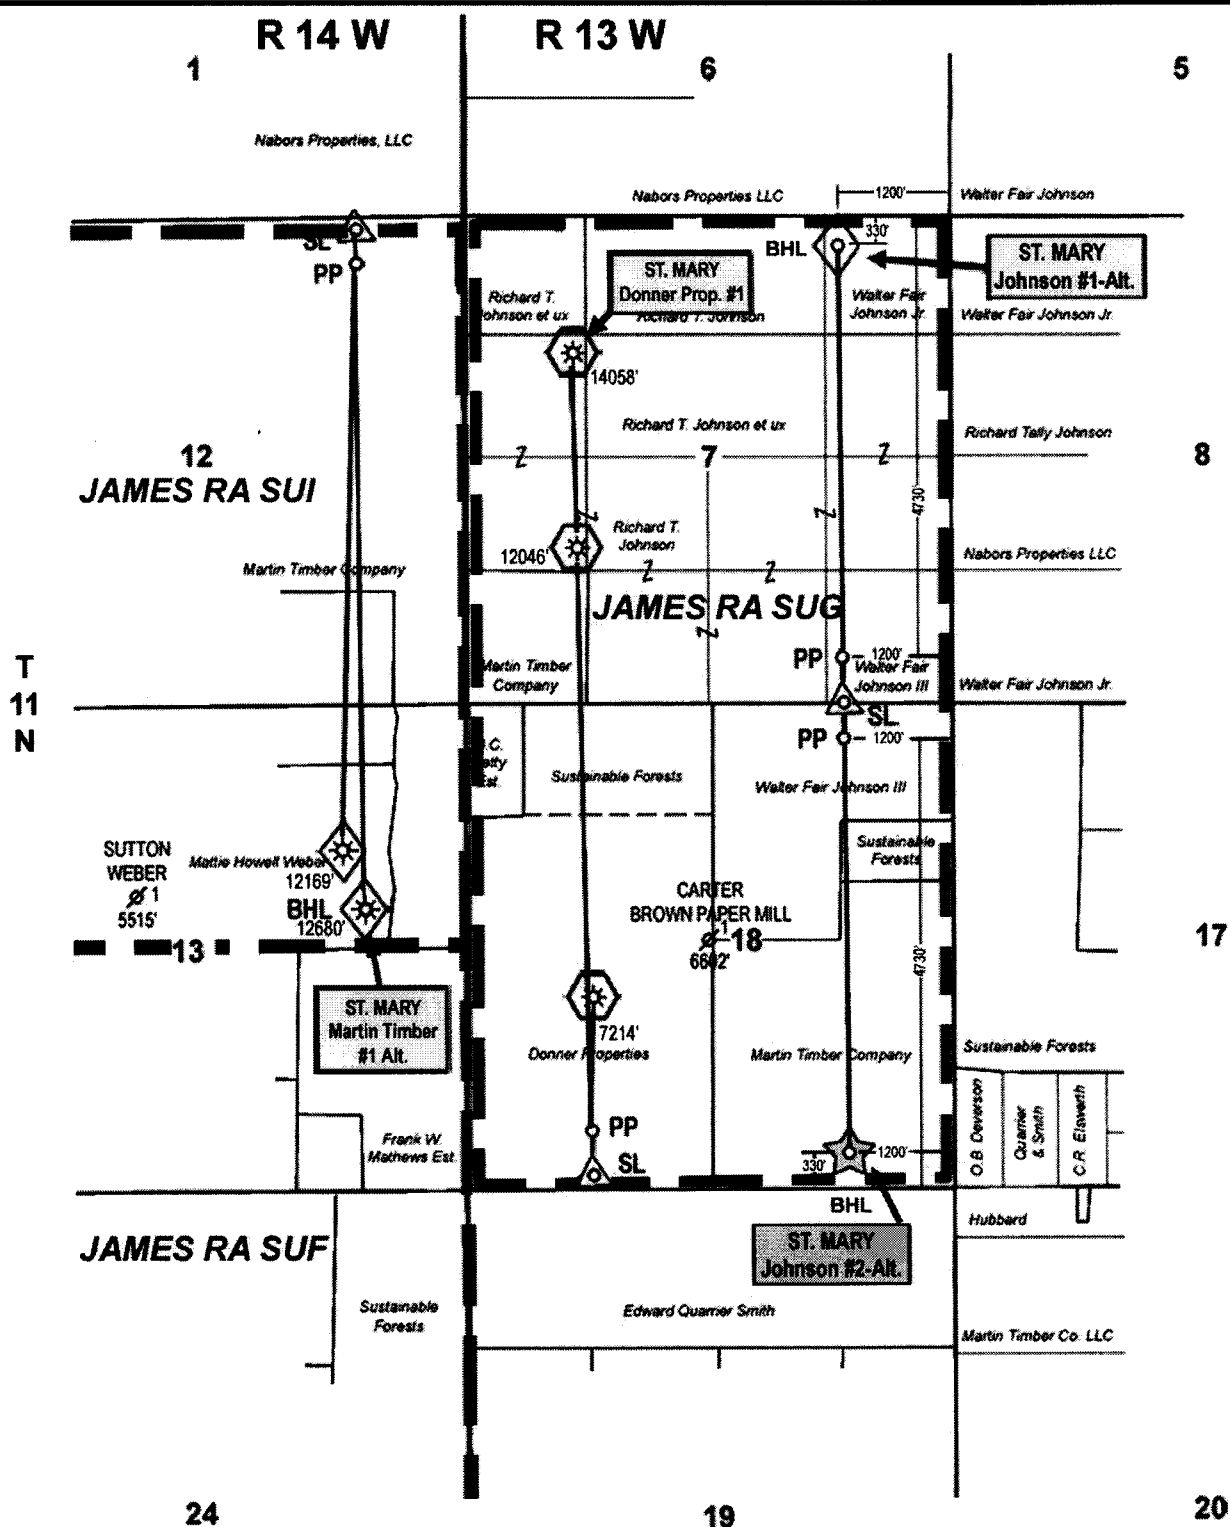 R 14 W
R 13 W
1
6
5
Nabors Properties, LLC
Nabors Properties LLC
1200'
Walter Fair Johnson
SL
PP
BHL
330'
ST. MARY
Johnson #1-Alt.
ST. MARY
Donner Prop. #1
Richard T.
Johnson et ux
Richard T. Johnson
Walter Fair
Johnson Jr.
Walter Fair Johnson Jr.
14058'
Richard T. Johnson et ux
Richard Tally Johnson
12
7
8
JAMES RA SUI
4730'
Richard T.
Johnson
12046'
Nabors Properties LLC
Martin Timber Company
JAMES RA SUG
T
11
N
Martin Timber
Company
PP
1200'
Walter Fair
Johnson III
Walter Fair Johnson Jr.
SL
PP
1200'
Sustainable Forests
Walter Fair Johnson III
Sustainable
Forests
SUTTON
WEBER
1
5515'
Mattie Howell Weber
12169'
BHL
12680'
CARTER
BROWN PAPER MILL
1
6602'
18
13
17
4730'
ST. MARY
Martin Timber
#1 Alt.
7214'
Donner Properties
Martin Timber Company
Sustainable Forests
O.B. Deverson
Quarrier
& Smith
C.R. Elsworth
Frank W.
Mathews Est.
PP
SL
330'
1200'
BHL
Hubbard
JAMES RA SUF
ST. MARY
Johnson #2-Alt.
Sustainable
Forests
Edward Quarrier Smith
Martin Timber Co. LLC
24
19
20